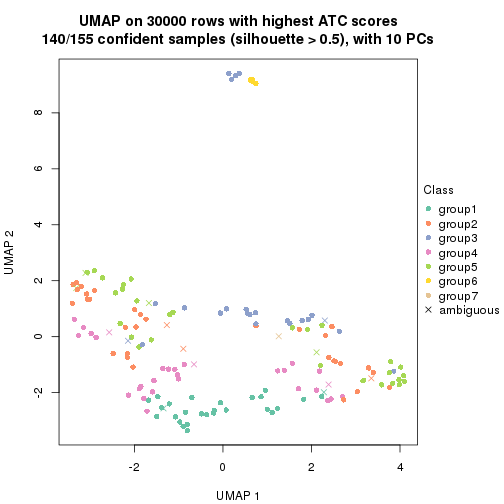 UMAP on 30000 rows with highest ATC scores
140/155 confident samples (silhouette > 0.5), with 10 PCs
UMAP 2
8
6
4
2
0
-2
-2
0
2
4
UMAP 1
Class
group1
group2
group3
group4
group5
group6
group7
ambiguous